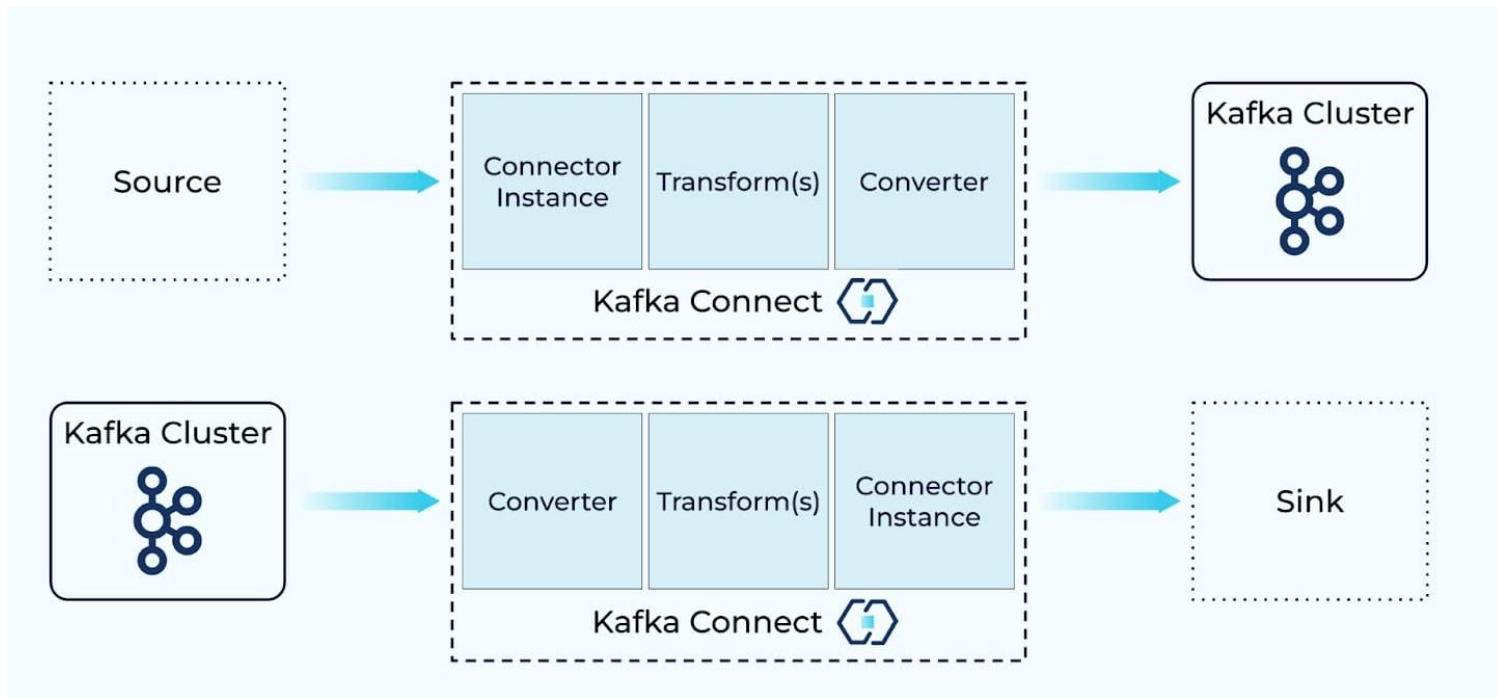 Source
Connector
Instance
Transform(s)
Converter
Kafka Connect
Kafka Cluster
Kafka Cluster
Converter
Transform(s)
Connector
Instance
Kafka Connect
Sink